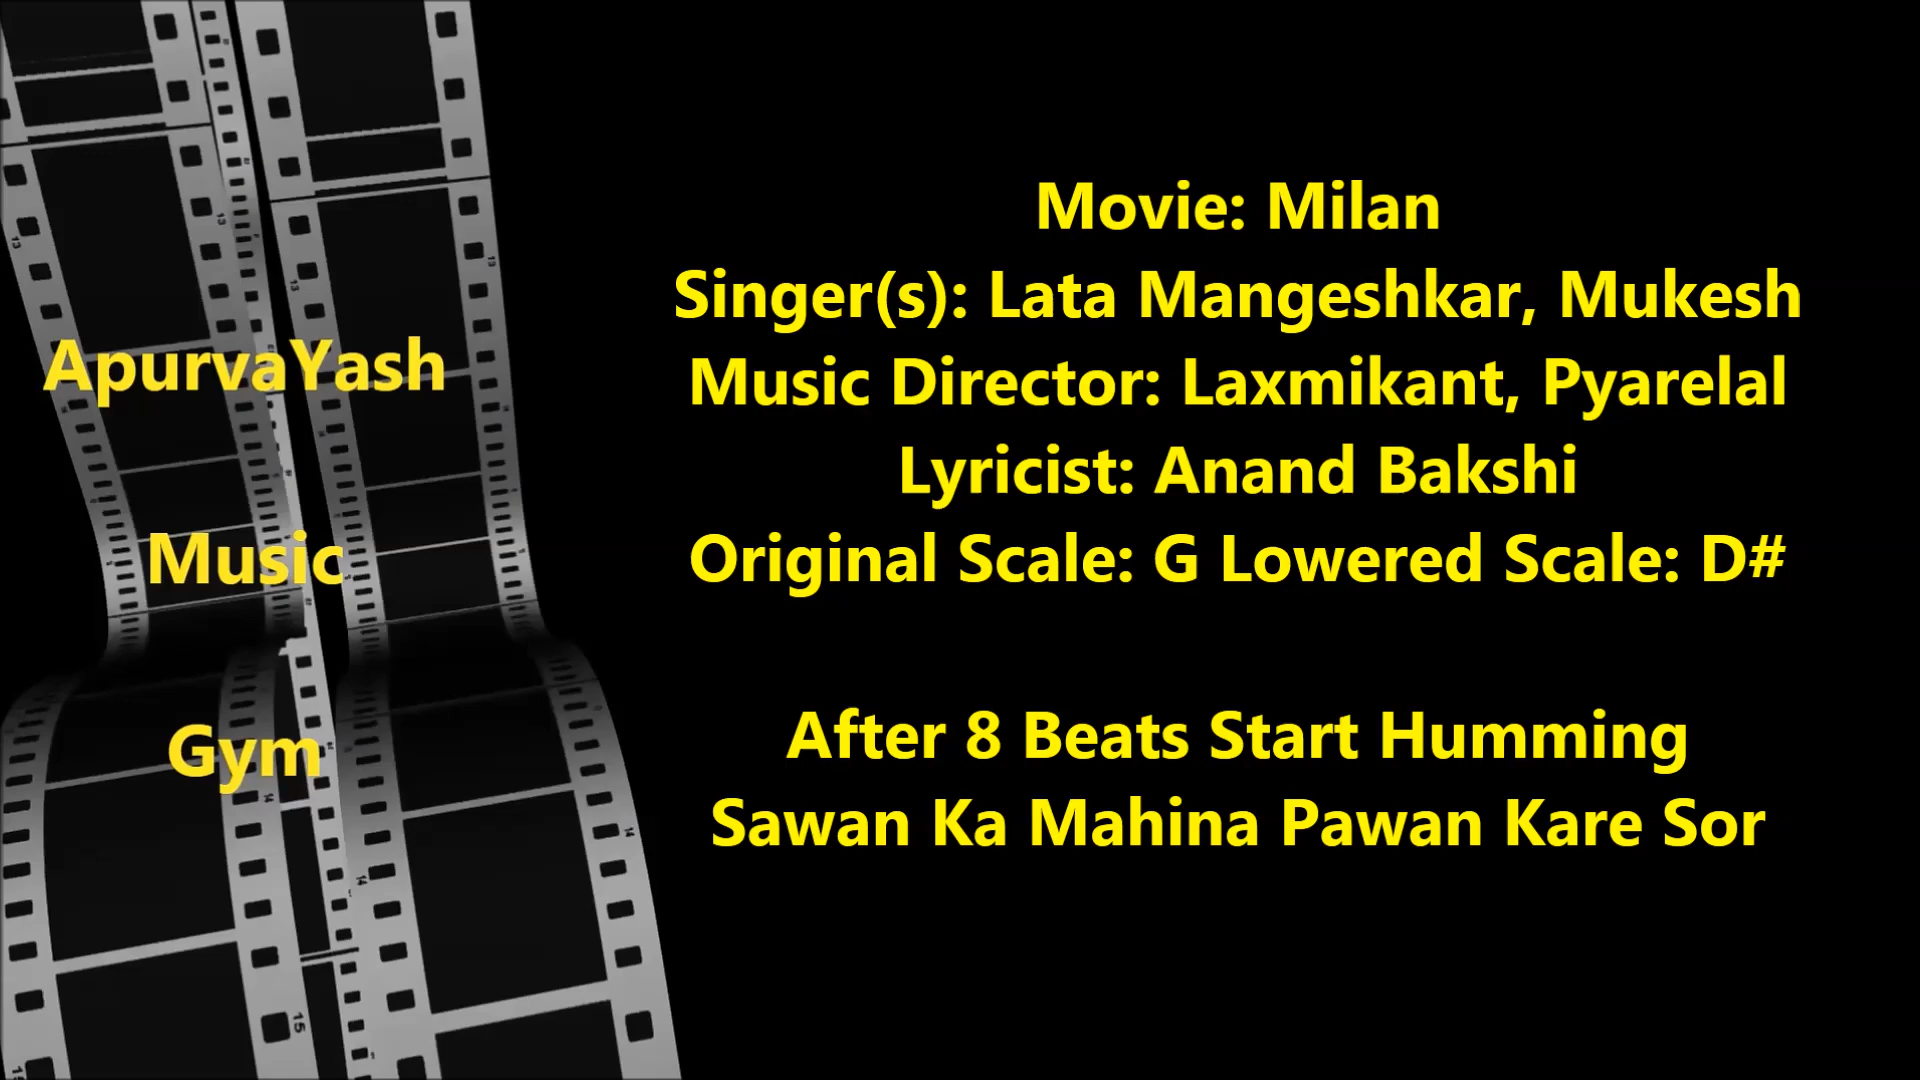 ApurvaYash
Music
Gym
Movie: Milan
Singer(s): Lata Mangeshkar, Mukesh
Music Director: Laxmikant, Pyarelal
Lyricist: Anand Bakshi
Original Scale: G Lowered Scale: D#
After 8 Beats Start Humming
Sawan Ka Mahina Pawan Kare Sor